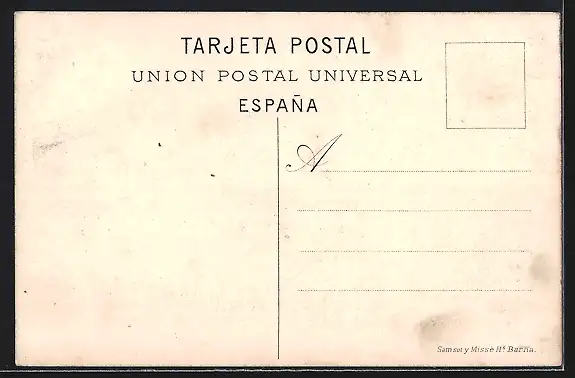 TARJETA POSTAL
UNION POSTAL UNIVERSAL
ESPAÑA
A
Samsot y Missé Hs Barna.